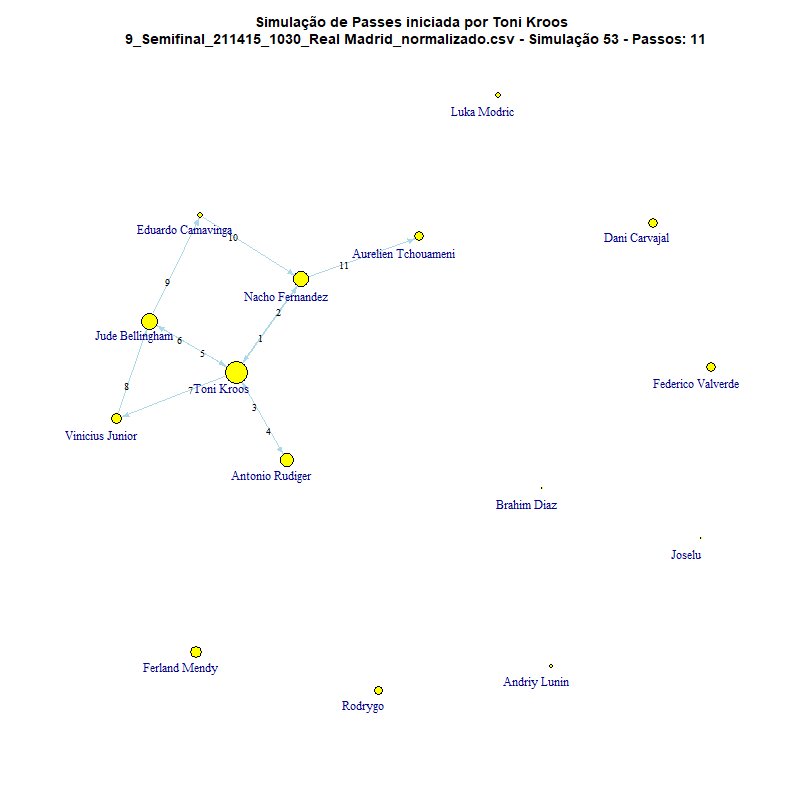 Simulação de Passes iniciada por Toni Kroos
9_Semifinal_211415_1030_Real Madrid_normalizado.csv - Simulação 53 - Passos: 11
Luka Modric
Eduardo Camavinga
10
Dani Carvajal
Aurelien Tchouameni
11
9
Nacho Fernandez
2
Jude Bellingham
6
1
5
Federico Valverde
8
7
Toni Kroos
3
Vinicius Junior
4
Antonio Rudiger
Brahim Diaz
Joselu
Ferland Mendy
Andriy Lunin
Rodrygo